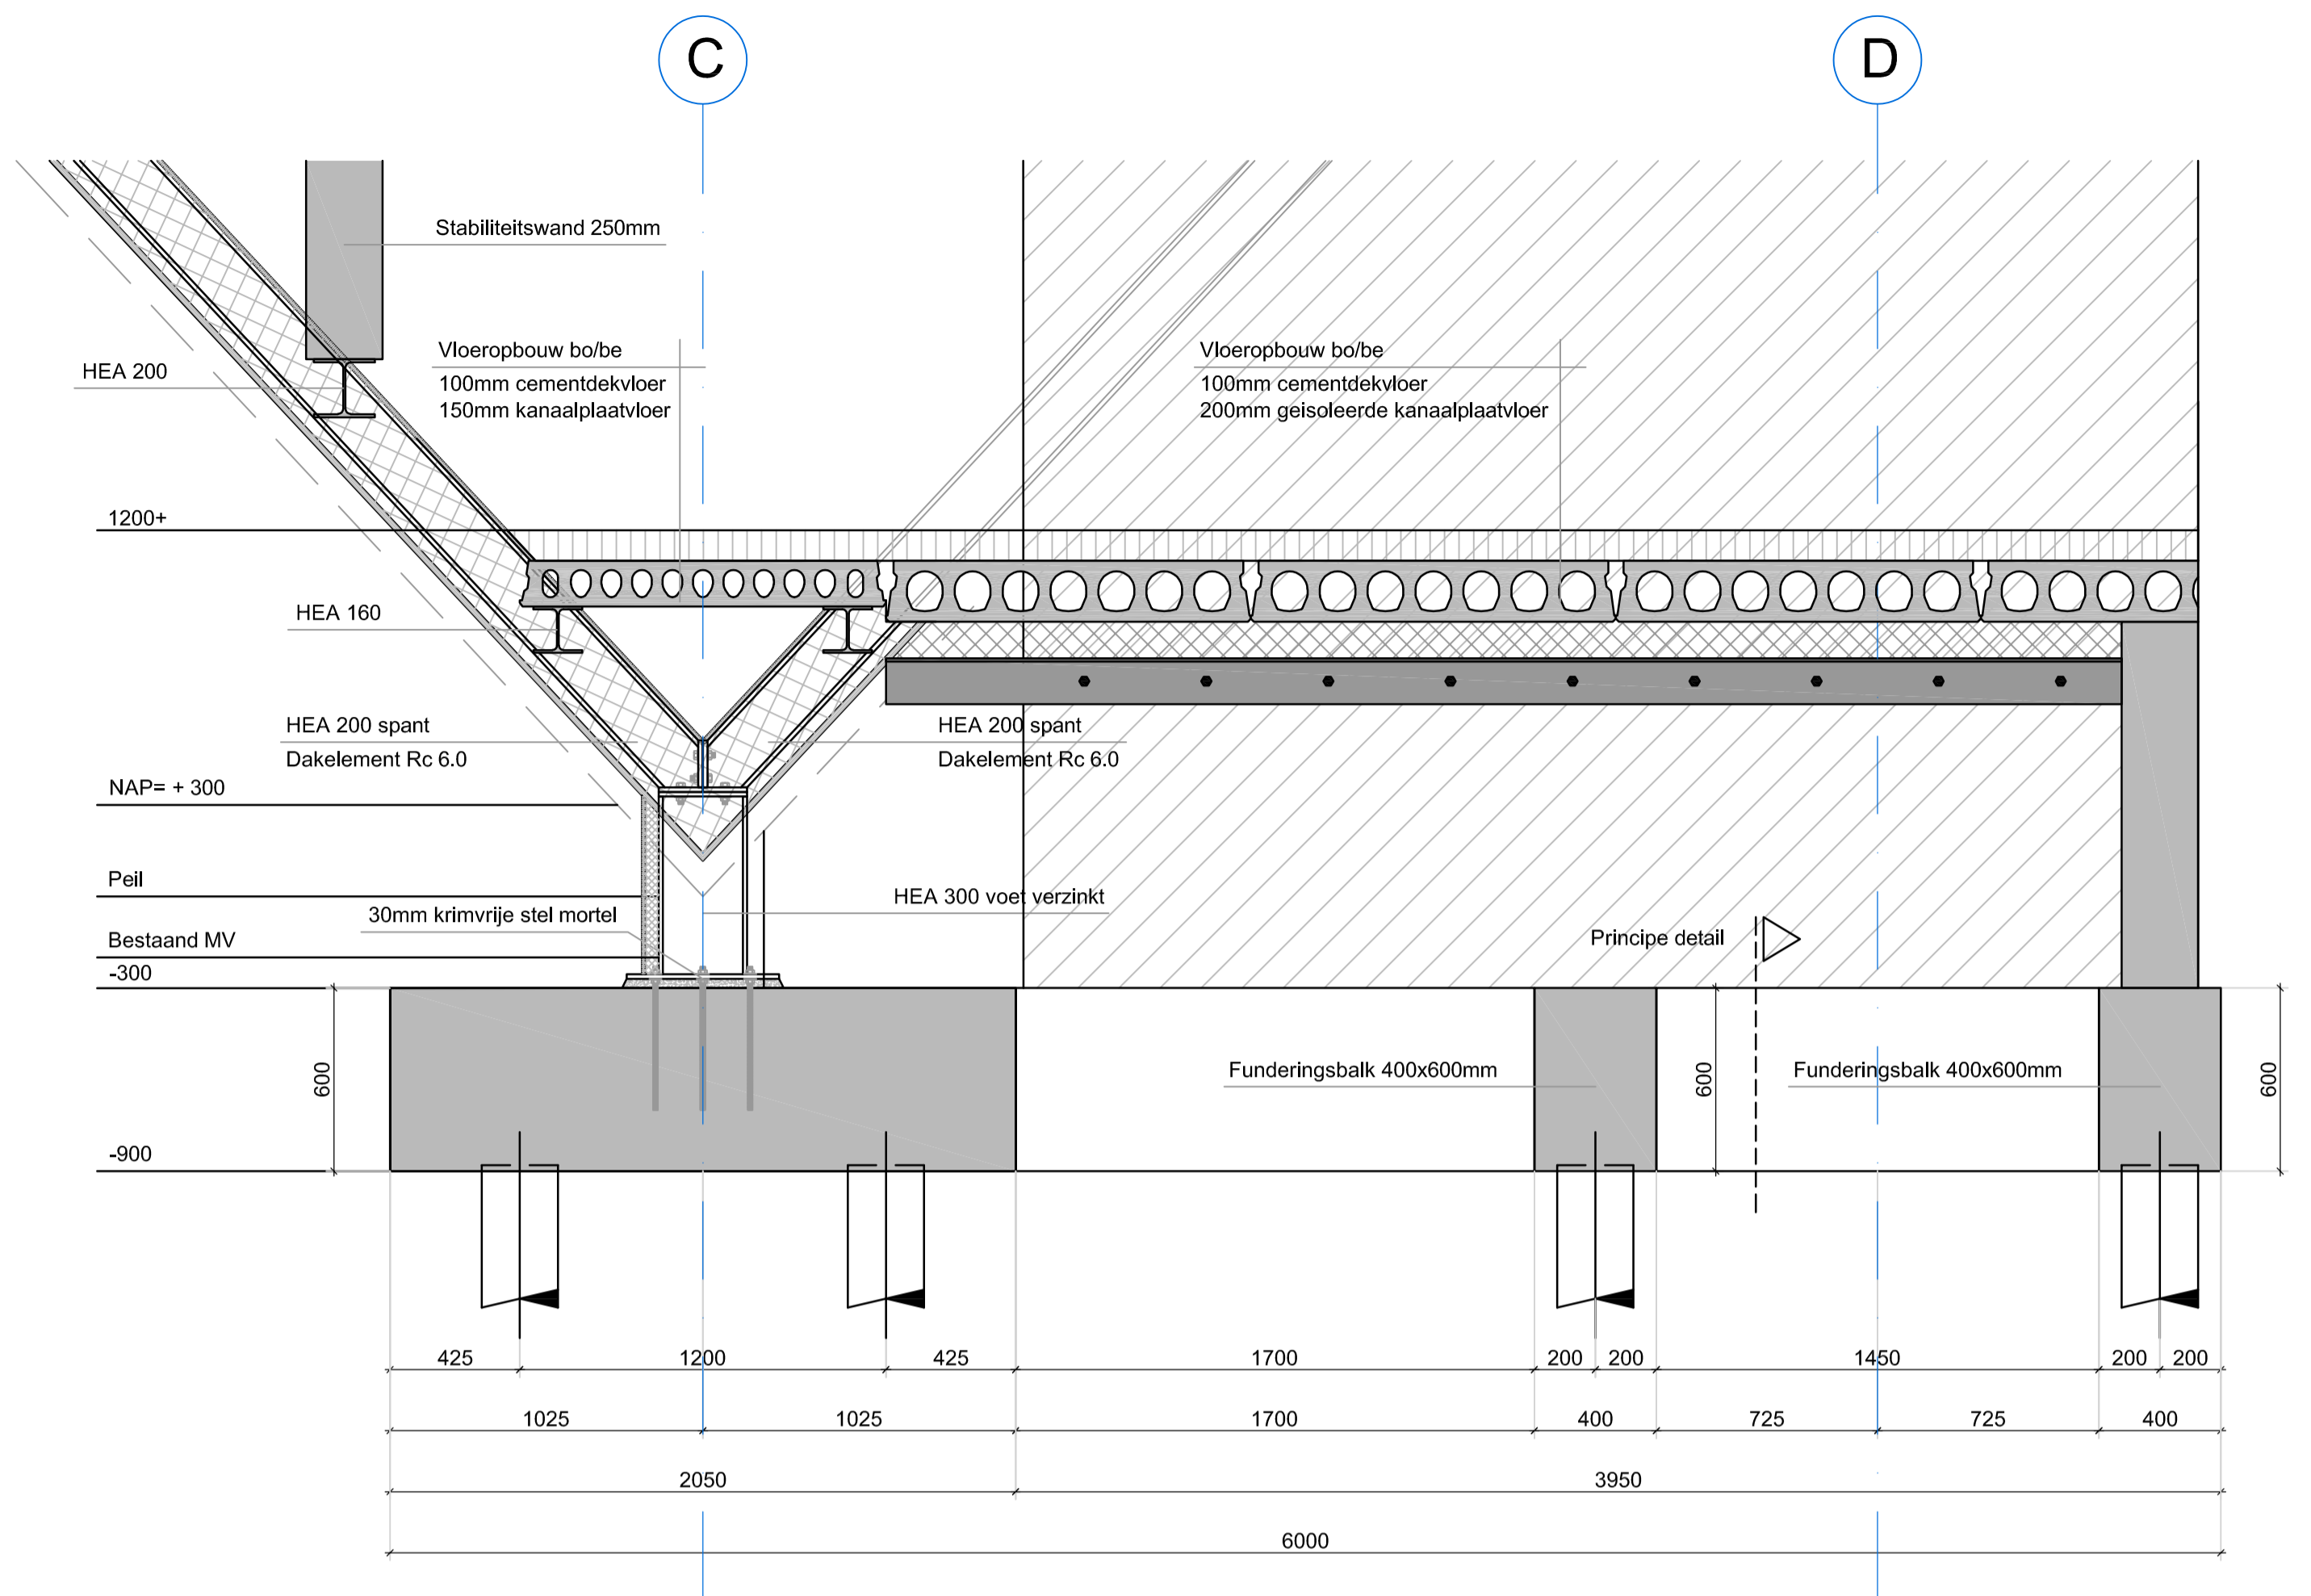 C
D
Stabiliteitswand 250mm
HEA 200
Vloeropbouw bo/be
100mm cementdekvloer
150mm kanaalplaatvloer
Vloeropbouw bo/be
100mm cementdekvloer
200mm geisoleerde kanaalplaatvloer
1200+
HEA 160
HEA 200 spant
Dakelement Rc 6.0
HEA 200 spant
Dakelement Rc 6.0
NAP= + 300
Peil
HEA 300 voet verzinkt
30mm krimvrije stel mortel
Bestaand MV
Principe detail
-300
600
Funderingsbalk 400x600mm
600
Funderingsbalk 400x600mm
600
-900
425 1200 425 1700 200 200 1450 200 200
1025 1025 1700 400 725 725 400
2050 3950
6000